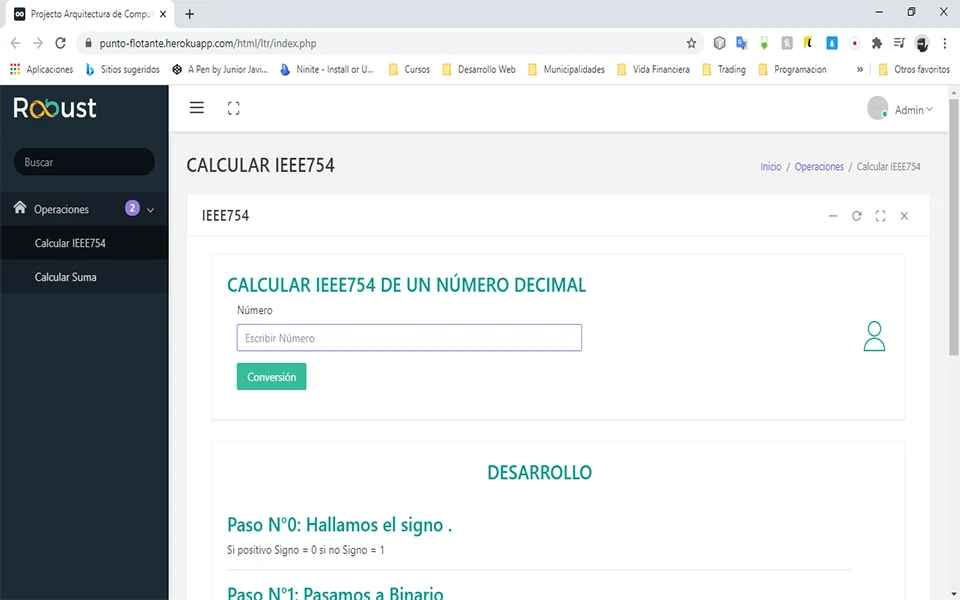 Projecto Arquitectura de Compu
punto-flotante.herokuapp.com/html/ltr/index.php
Aplicaciones
Sitios sugeridos
A Pen by Junior Javi...
Ninite - Install or U...
Cursos
Desarrollo Web
Municipalidades
Vida Financiera
Trading
Programacion
»
Otros favoritos
Robust
Admin
Buscar
CALCULAR IEEE754
Inicio / Operaciones / Calcular IEEE754
Operaciones 2
Calcular IEEE754
Calcular Suma
IEEE754
CALCULAR IEEE754 DE UN NÚMERO DECIMAL
Número
Escribir Número
Conversión
DESARROLLO
Paso N°0: Hallamos el signo .
Si positivo Signo = 0 si no Signo = 1
Paso N°1: Pasamos a Binario